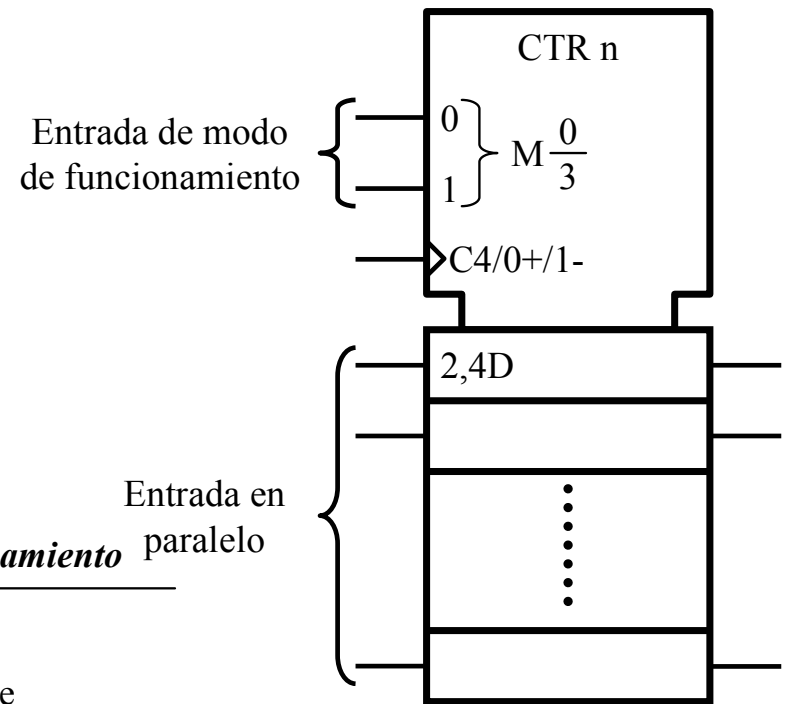 CTR n
Entrada de modo
de funcionamiento
0
1
M 0/3
C4/0+/1-
2,4D
Entrada en
paralelo
amiento
e